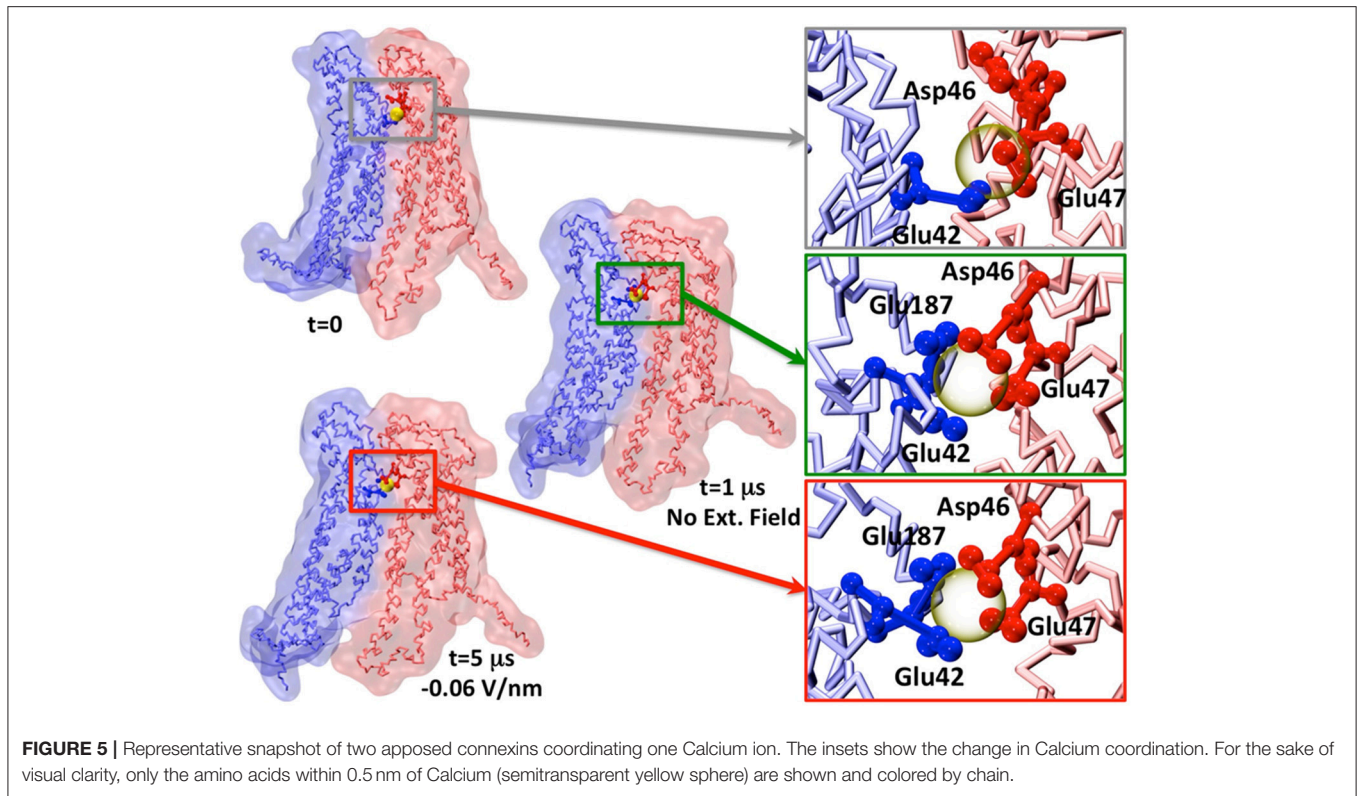 t=0
t=1 μs
No Ext. Field
t=5 μs
-0.06 V/nm
Asp46
Glu47
Glu42
Asp46
Glu187
Glu47
Glu42
Asp46
Glu187
Glu47
Glu42
FIGURE 5 | Representative snapshot of two apposed connexins coordinating one Calcium ion. The insets show the change in Calcium coordination. For the sake of
visual clarity, only the amino acids within 0.5 nm of Calcium (semitransparent yellow sphere) are shown and colored by chain.